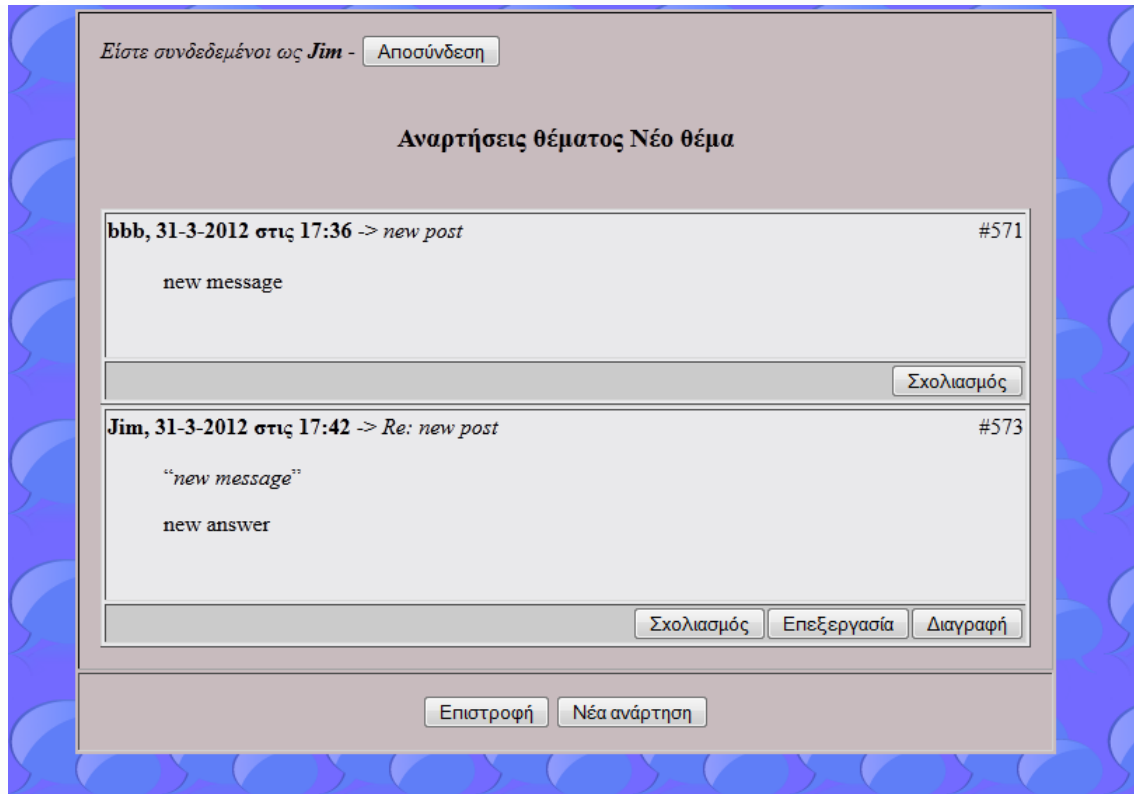 Είστε συνδεδεμένοι ως Jim - Αποσύνδεση
Αναρτήσεις θέματος Νέο θέμα
bbb, 31-3-2012 στις 17:36 -> new post #571
new message
Σχολιασμός
Jim, 31-3-2012 στις 17:42 -> Re: new post #573
“new message”
new answer
Σχολιασμός Επεξεργασία Διαγραφή
Επιστροφή Νέα ανάρτηση